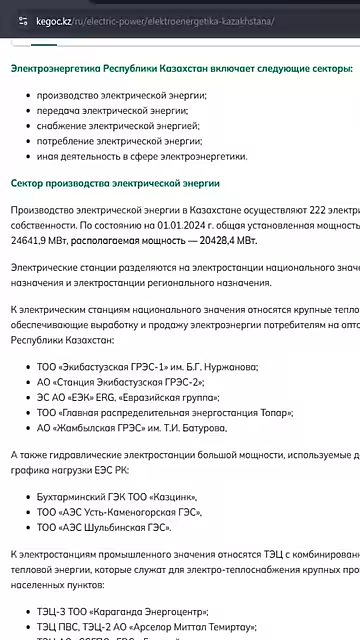 kegoc.kz/ru/electric-power/elektroenergetika-kazakhstana/
Электроэнергетика Республики Казахстан включает следующие секторы:
производство электрической энергии;
передача электрической энергии;
снабжение электрической энергией;
потребление электрической энергии;
иная деятельность в сфере электроэнергетики.
Сектор производства электрической энергии
Производство электрической энергии в Казахстане осуществляют 222 электри
собственности. По состоянию на 01.01.2024 г. общая установленная мощность
24641,9 МВт, располагаемая мощность — 20428,4 МВт.
Электрические станции разделяются на электростанции национального значе
назначения и электростанции регионального назначения.
К электрическим станциям национального значения относятся крупные тепло
обеспечивающие выработку и продажу электроэнергии потребителям на опто
Республики Казахстан:
ТОО «Экибастузская ГРЭС-1» им. Б.Г. Нуржанова;
АО «Станция Экибастузская ГРЭС-2»;
ЭС АО «ЕЭК» ERG, «Евразийская группа»;
ТОО «Главная распределительная энергостанция Топар»;
АО «Жамбылская ГРЭС» им. Т.И. Батурова,
А также гидравлические электростанции большой мощности, используемые д
графика нагрузки ЕЭС РК:
Бухтарминский ГЭК ТОО «Казцинк»,
ТОО «АЭС Усть-Каменогорская ГЭС»,
ТОО «АЭС Шульбинская ГЭС».
К электростанциям промышленного значения относятся ТЭЦ с комбинированн
тепловой энергии, которые служат для электро-теплоснабжения крупных про
населенных пунктов:
ТЭЦ-3 ТОО «Караганда Энергоцентр»;
ТЭЦ ПВС, ТЭЦ-2 АО «Арселор Миттал Темиртау»;